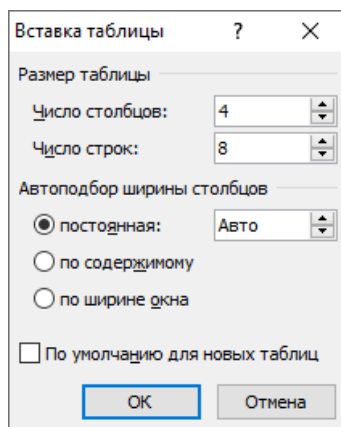 Вставка таблицы ?
Размер таблицы
Число столбцов: 4
Число строк: 8
Автоподбор ширины столбцов
постоянная: Авто
по содержимому
по ширине окна
По умолчанию для новых таблиц
ОК Отмена